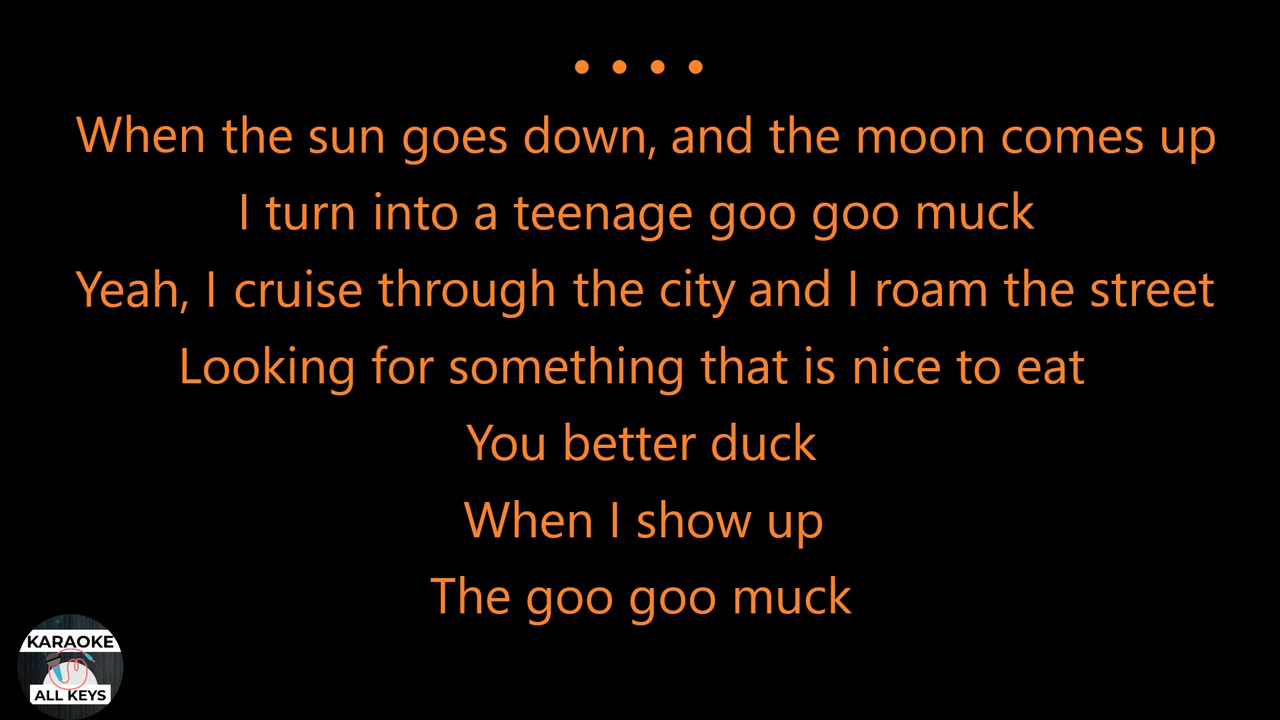 • • • •
When the sun goes down, and the moon comes up
I turn into a teenage goo goo muck
Yeah, I cruise through the city and I roam the street
Looking for something that is nice to eat
You better duck
When I show up
The goo goo muck
KARAOKE
ALL KEYS